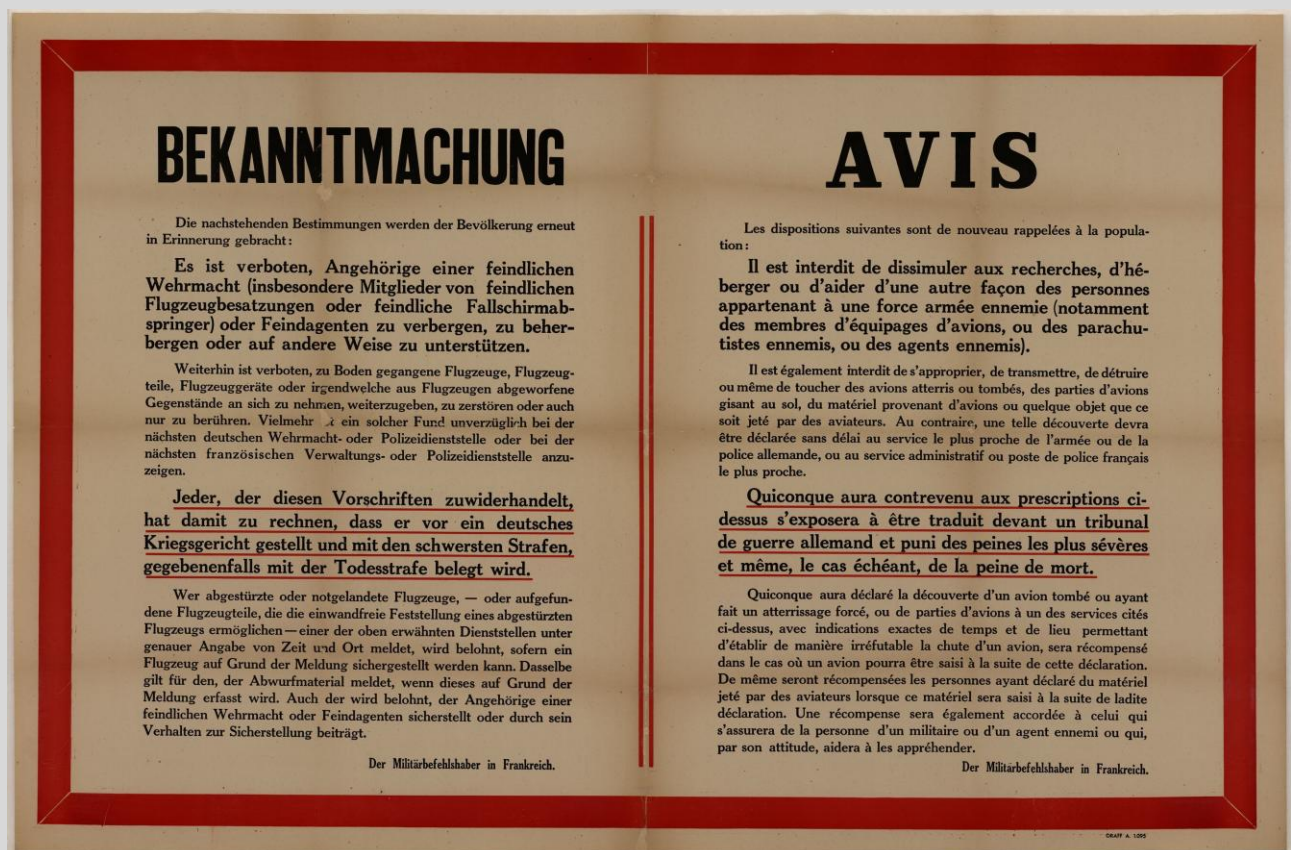 BEKANNTMACHUNG
Die nachstehenden Bestimmungen werden der Bevölkerung erneut
in Erinnerung gebracht:
Es ist verboten, Angehörige einer feindlichen
Wehrmacht (insbesondere Mitglieder von feindlichen
Flugzeugbesatzungen oder feindliche Fallschirmab-
springer) oder Feindagenten zu verbergen, zu beher-
bergen oder auf andere Weise zu unterstützen.
Weiterhin ist verboten, zu Boden gegangene Flugzeuge, Flugzeug-
teile, Flugzeuggeräte oder irgendwelche aus Flugzeugen abgeworfene
Gegenstände an sich zu nehmen, weiterzugeben, zu zerstören oder auch
nur zu berühren. Vielmehr ein solcher Fund unverzüglich bei der
nächsten deutschen Wehrmacht- oder Polizeidienststelle oder bei der
nächsten französischen Verwaltungs- oder Polizeidienststelle anzu-
zeigen.
Jeder, der diesen Vorschriften zuwiderhandelt,
hat damit zu rechnen, dass er vor ein deutsches
Kriegsgericht gestellt und mit den schwersten Strafen,
gegebenenfalls mit der Todesstrafe belegt wird.
Wer abgestürzte oder notgelandete Flugzeuge, — oder aufgefun-
dene Flugzeugteile, die die einwandfreie Feststellung eines abgestürzten
Flugzeugs ermöglichen — einer der oben erwähnten Dienststellen unter
genauer Angabe von Zeit und Ort meldet, wird belohnt, sofern ein
Flugzeug auf Grund der Meldung sichergestellt werden kann. Dasselbe
gilt für den, der Abwurfmaterial meldet, wenn dieses auf Grund der
Meldung erfasst wird. Auch der wird belohnt, der Angehörige einer
feindlichen Wehrmacht oder Feindagenten sicherstellt oder durch sein
Verhalten zur Sicherstellung beiträgt.
Der Militärbefehlshaber in Frankreich.
AVIS
Les dispositions suivantes sont de nouveau rappelées à la popula-
tion:
Il est interdit de dissimuler aux recherches, d'hé-
berger ou d'aider d'une autre façon des personnes
appartenant à une force armée ennemie (notamment
des membres d'équipages d'avions, ou des parachu-
tistes ennemis, ou des agents ennemis).
Il est également interdit de s'approprier, de transmettre, de détruire
ou même de toucher des avions atterris ou tombés, des parties d'avions
gisant au sol, du matériel provenant d'avions ou quelque objet que ce
soit jeté par des aviateurs. Au contraire, une telle découverte devra
être déclarée sans délai au service le plus proche de l'armée ou de la
police allemande, ou au service administratif ou poste de police français
le plus proche.
Quiconque aura contrevenu aux prescriptions ci-
dessus s'exposera à être traduit devant un tribunal
de guerre allemand et puni des peines les plus sévères
et même, le cas échéant, de la peine de mort.
Quiconque aura déclaré la découverte d'un avion tombé ou ayant
fait un atterrissage forcé, ou de parties d'avions à un des services cités
ci-dessus, avec indications exactes de temps et de lieu permettant
d'établir de manière irréfutable la chute d'un avion, sera récompensé
dans le cas où un avion pourra être saisi à la suite de cette déclaration.
De même seront récompensées les personnes ayant déclaré du matériel
jeté par des aviateurs lorsque ce matériel sera saisi à la suite de ladite
déclaration. Une récompense sera également accordée à celui qui
s'assurera de la personne d'un militaire ou d'un agent ennemi ou qui,
par son attitude, aidera à les appréhender.
Der Militärbefehlshaber in Frankreich.